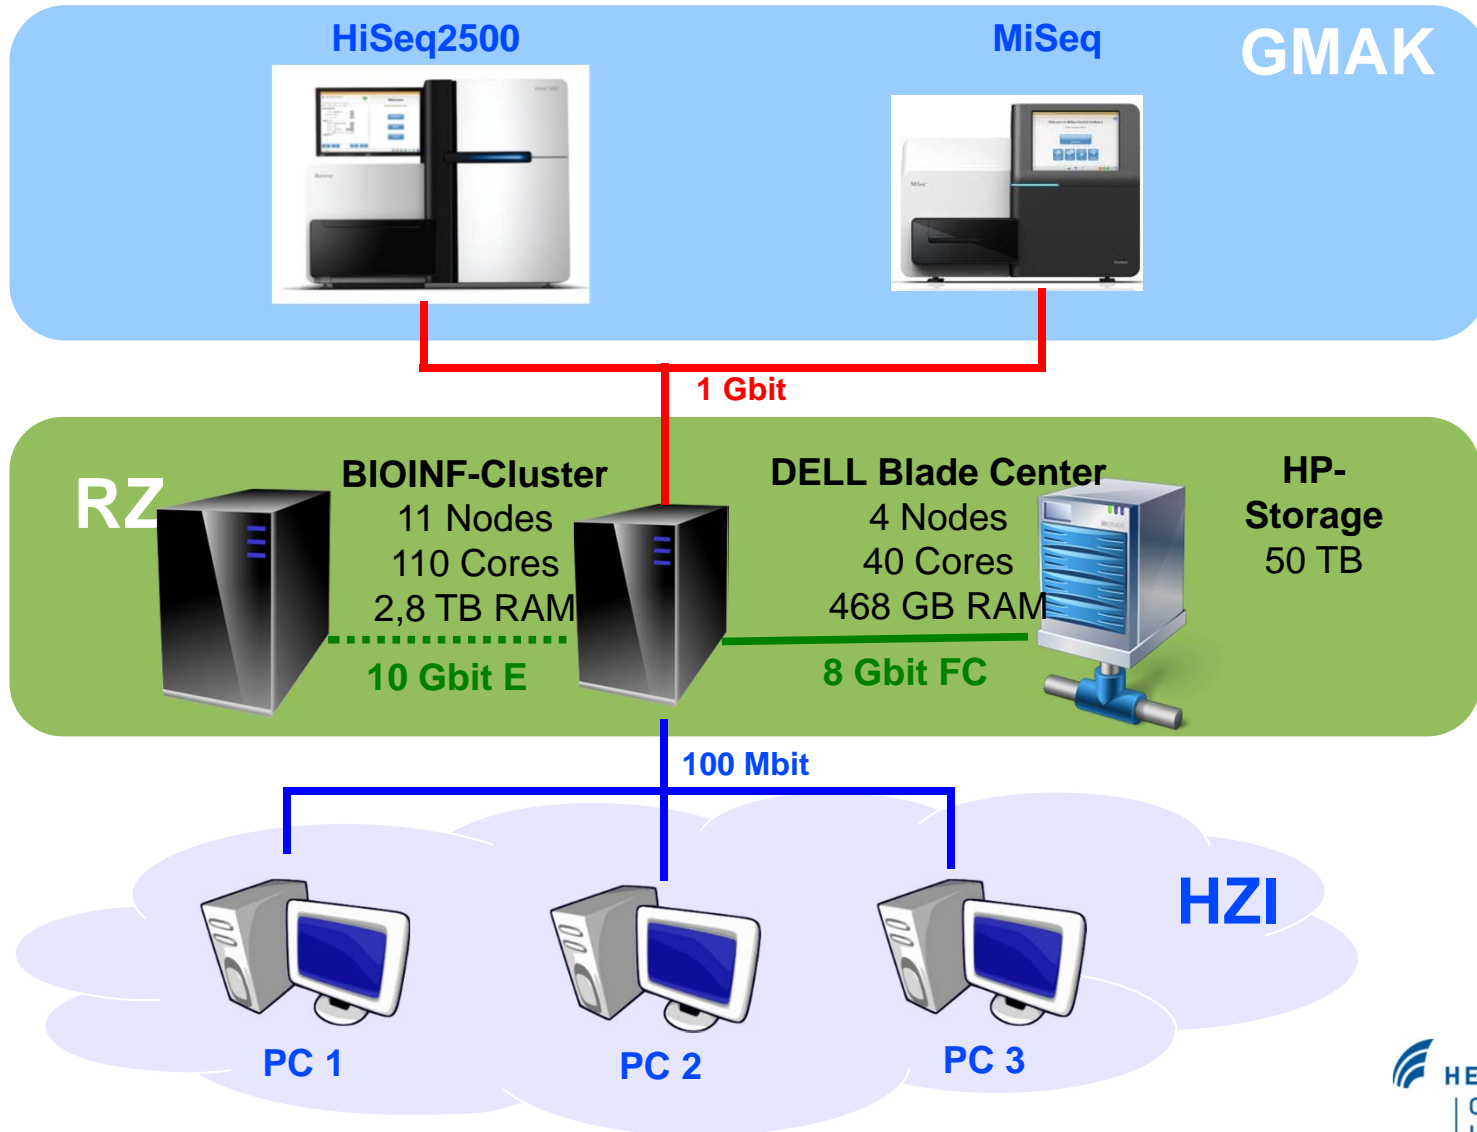 HiSeq2500
MiSeq
GMAK
1 Gbit
RZ
BIOINF-Cluster
11 Nodes
110 Cores
2,8 TB RAM
DELL Blade Center
4 Nodes
40 Cores
468 GB RAM
HP-
Storage
50 TB
10 Gbit E
8 Gbit FC
100 Mbit
HZI
PC 1
PC 2
PC 3